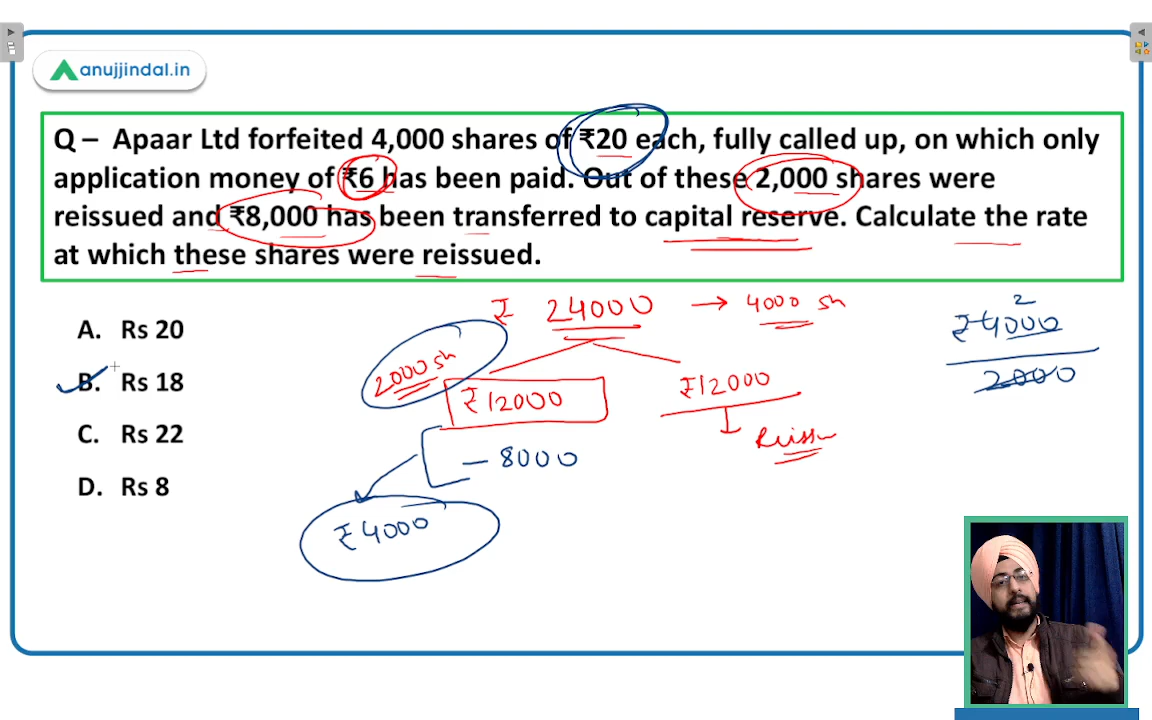 anujjindal.in
Q – Apaar Ltd forfeited 4,000 shares of ₹20 each, fully called up, on which only
application money of ₹6 has been paid. Out of these 2,000 shares were
reissued and ₹8,000 has been transferred to capital reserve. Calculate the rate
at which these shares were reissued.
A. Rs 20
B. Rs 18
C. Rs 22
D. Rs 8
₹ 24000 → 4000 sh
2000 sh
₹12000
₹12000
– 8000
₹4000
2
₹4000
2000